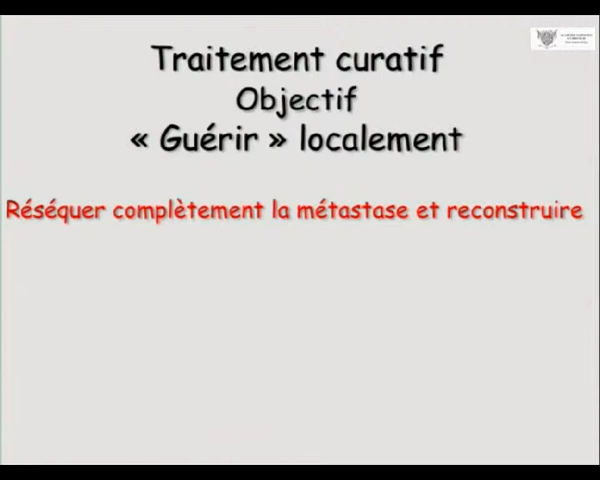 Traitement curatif
Objectif
« Guérir » localement
Réséquer complètement la métastase et reconstruire